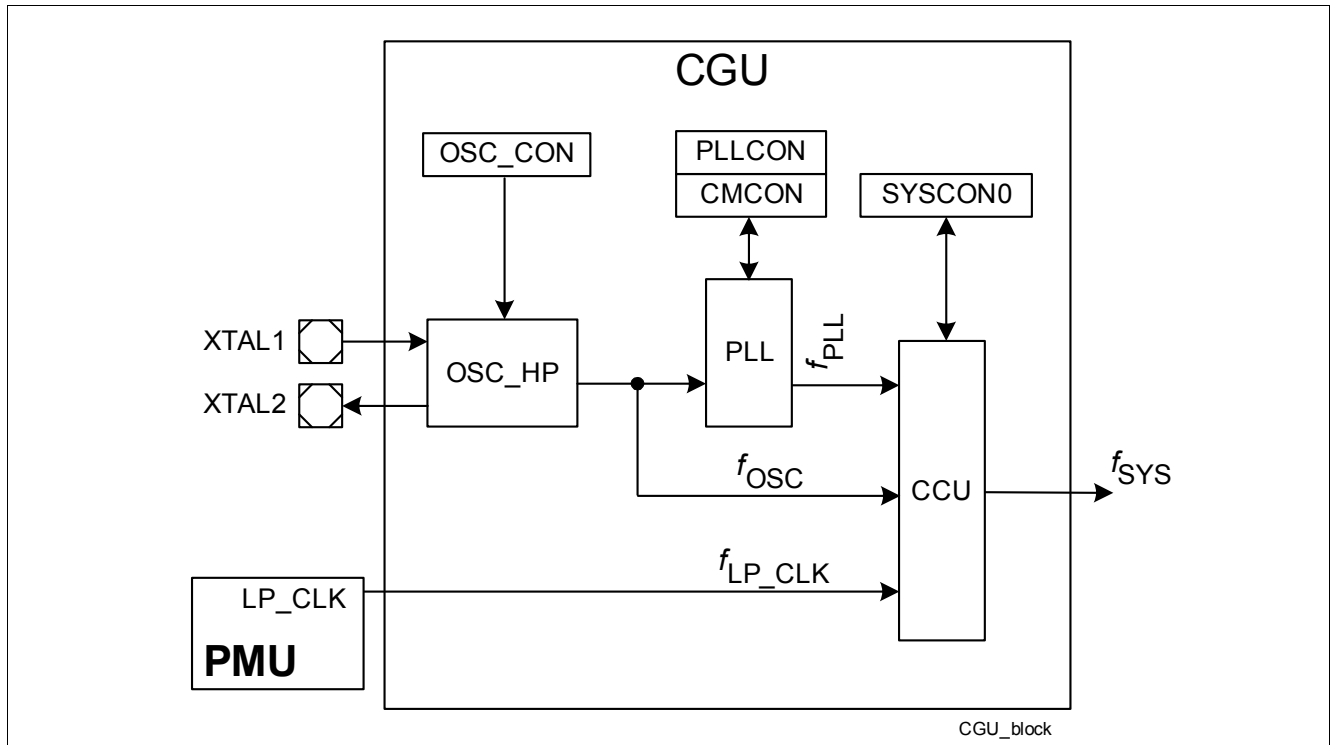 CGU
OSC_CON
PLLCON
CMCON
SYSCON0
XTAL1
XTAL2
OSC_HP
PLL
fPLL
fOSC
CCU
fSYS
fLP_CLK
LP_CLK
PMU
CGU_block